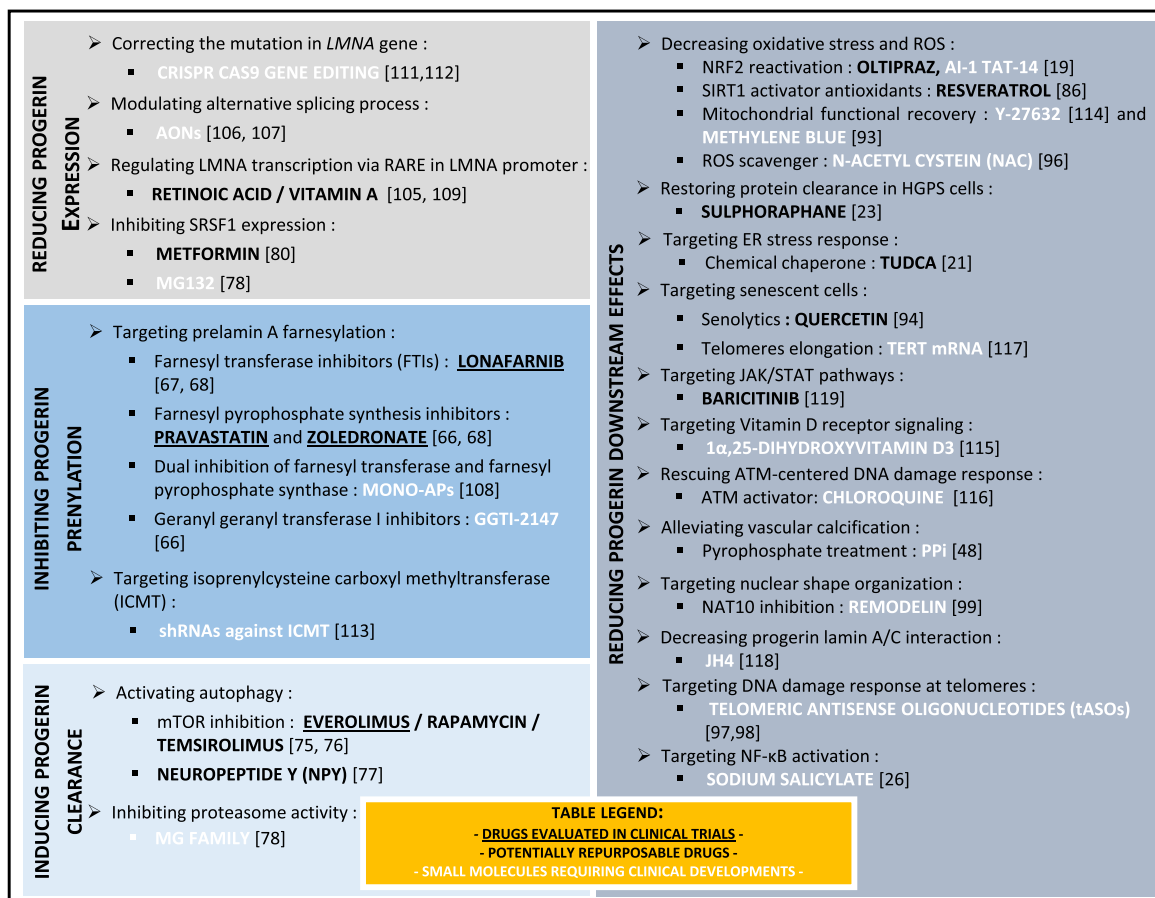 REDUCING PROGERIN
EXPRESSION
➢ Correcting the mutation in LMNA gene :
▪ CRISPR CAS9 GENE EDITING [111,112]
➢ Modulating alternative splicing process :
▪ AONs [106, 107]
➢ Regulating LMNA transcription via RARE in LMNA promoter :
▪ RETINOIC ACID / VITAMIN A [105, 109]
➢ Inhibiting SRSF1 expression :
▪ METFORMIN [80]
▪ MG132 [78]
INHIBITING PROGERIN
PRENYLATION
➢ Targeting prelamin A farnesylation :
▪ Farnesyl transferase inhibitors (FTIs) : LONAFARNIB
[67, 68]
▪ Farnesyl pyrophosphate synthesis inhibitors :
PRAVASTATIN and ZOLEDRONATE [66, 68]
▪ Dual inhibition of farnesyl transferase and farnesyl
pyrophosphate synthase : MONO-APs [108]
▪ Geranyl geranyl transferase I inhibitors : GGTI-2147
[66]
➢ Targeting isoprenylcysteine carboxyl methyltransferase
(ICMT) :
▪ shRNAs against ICMT [113]
INDUCING PROGERIN
CLEARANCE
➢ Activating autophagy :
▪ mTOR inhibition : EVEROLIMUS / RAPAMYCIN /
TEMSIROLIMUS [75, 76]
▪ NEUROPEPTIDE Y (NPY) [77]
➢ Inhibiting proteasome activity :
▪ MG FAMILY [78]
REDUCING PROGERIN DOWNSTREAM EFFECTS
➢ Decreasing oxidative stress and ROS :
▪ NRF2 reactivation : OLTIPRAZ, AI-1 TAT-14 [19]
▪ SIRT1 activator antioxidants : RESVERATROL [86]
▪ Mitochondrial functional recovery : Y-27632 [114] and
METHYLENE BLUE [93]
▪ ROS scavenger : N-ACETYL CYSTEIN (NAC) [96]
➢ Restoring protein clearance in HGPS cells :
▪ SULPHORAPHANE [23]
➢ Targeting ER stress response :
▪ Chemical chaperone : TUDCA [21]
➢ Targeting senescent cells :
▪ Senolytics : QUERCETIN [94]
▪ Telomeres elongation : TERT mRNA [117]
➢ Targeting JAK/STAT pathways :
▪ BARICITINIB [119]
➢ Targeting Vitamin D receptor signaling :
▪ 1α,25-DIHYDROXYVITAMIN D3 [115]
➢ Rescuing ATM-centered DNA damage response :
▪ ATM activator: CHLOROQUINE [116]
➢ Alleviating vascular calcification :
▪ Pyrophosphate treatment : PPi [48]
➢ Targeting nuclear shape organization :
▪ NAT10 inhibition : REMODELIN [99]
➢ Decreasing progerin lamin A/C interaction :
▪ JH4 [118]
➢ Targeting DNA damage response at telomeres :
▪ TELOMERIC ANTISENSE OLIGONUCLEOTIDES (tASOs)
[97,98]
➢ Targeting NF-κB activation :
▪ SODIUM SALICYLATE [26]
TABLE LEGEND:
- DRUGS EVALUATED IN CLINICAL TRIALS -
- POTENTIALLY REPURPOSABLE DRUGS -
- SMALL MOLECULES REQUIRING CLINICAL DEVELOPMENTS -